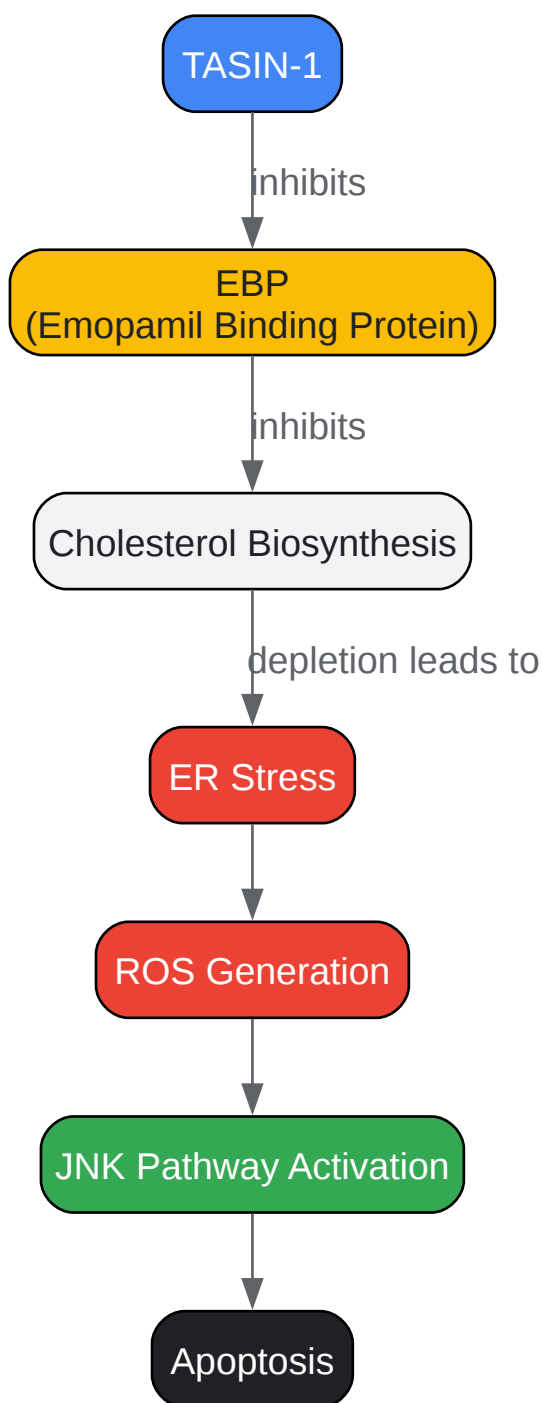 TASIN-1
inhibits
EBP
(Emopamil Binding Protein)
inhibits
Cholesterol Biosynthesis
depletion leads to
ER Stress
ROS Generation
JNK Pathway Activation
Apoptosis